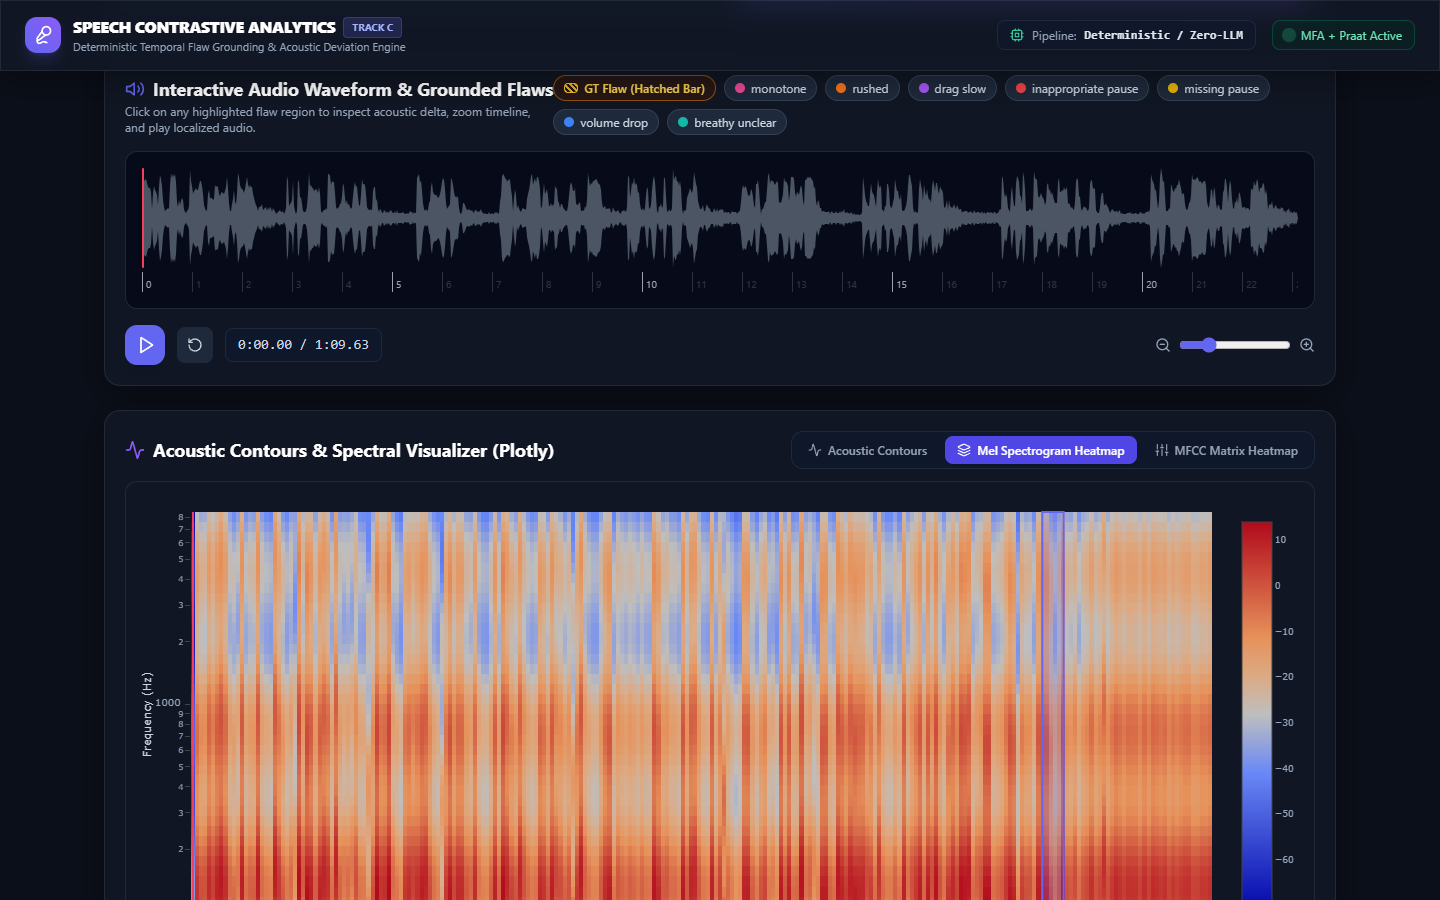 SPEECH CONTRASTIVE ANALYTICS TRACK C
Deterministic Temporal Flaw Grounding & Acoustic Deviation Engine
Pipeline: Deterministic / Zero-LLM
MFA + Praat Active
Interactive Audio Waveform & Grounded Flaws
Click on any highlighted flaw region to inspect acoustic delta, zoom timeline,
and play localized audio.
GT Flaw (Hatched Bar) monotone rushed drag slow inappropriate pause missing pause
volume drop breathy unclear
0 1 2 3 4 5 6 7 8 9 10 11 12 13 14 15 16 17 18 19 20 21 22
0:00.00 / 1:09.63
Acoustic Contours & Spectral Visualizer (Plotly)
Acoustic Contours Mel Spectrogram Heatmap MFCC Matrix Heatmap
Frequency (Hz)
8
7
6
5
4
3
2
1000
9
8
7
6
5
4
3
2
10
0
−10
−20
−30
−40
−50
−60